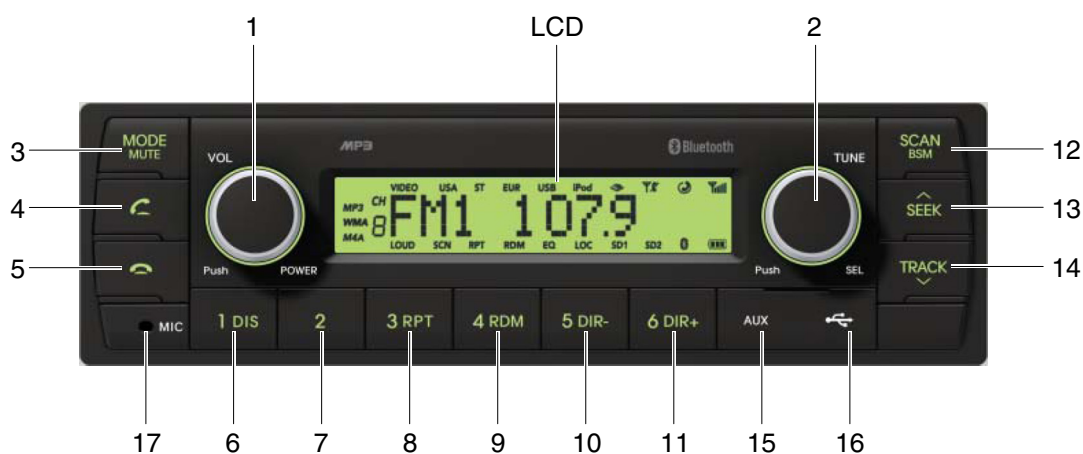 1 LCD 2
3 MODE MUTE
4
5
VOL
Push POWER
MP3
Bluetooth
VIDEO USA ST EUR USB iPod
MP3 CH
WMA 8 FM1 107.9
M4A
LOUD SCN RPT RDM EQ LOC SD1 SD2
TUNE
Push SEL
SCAN BSM 12
SEEK 13
TRACK 14
MIC 1 DIS 2 3 RPT 4 RDM 5 DIR- 6 DIR+ AUX
17 6 7 8 9 10 11 15 16